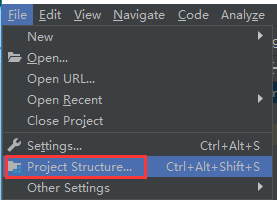 File Edit View Navigate Code Analyze
New
Open...
Open URL...
Open Recent
Close Project
Settings... Ctrl+Alt+S
Project Structure... Ctrl+Alt+Shift+S
Other Settings